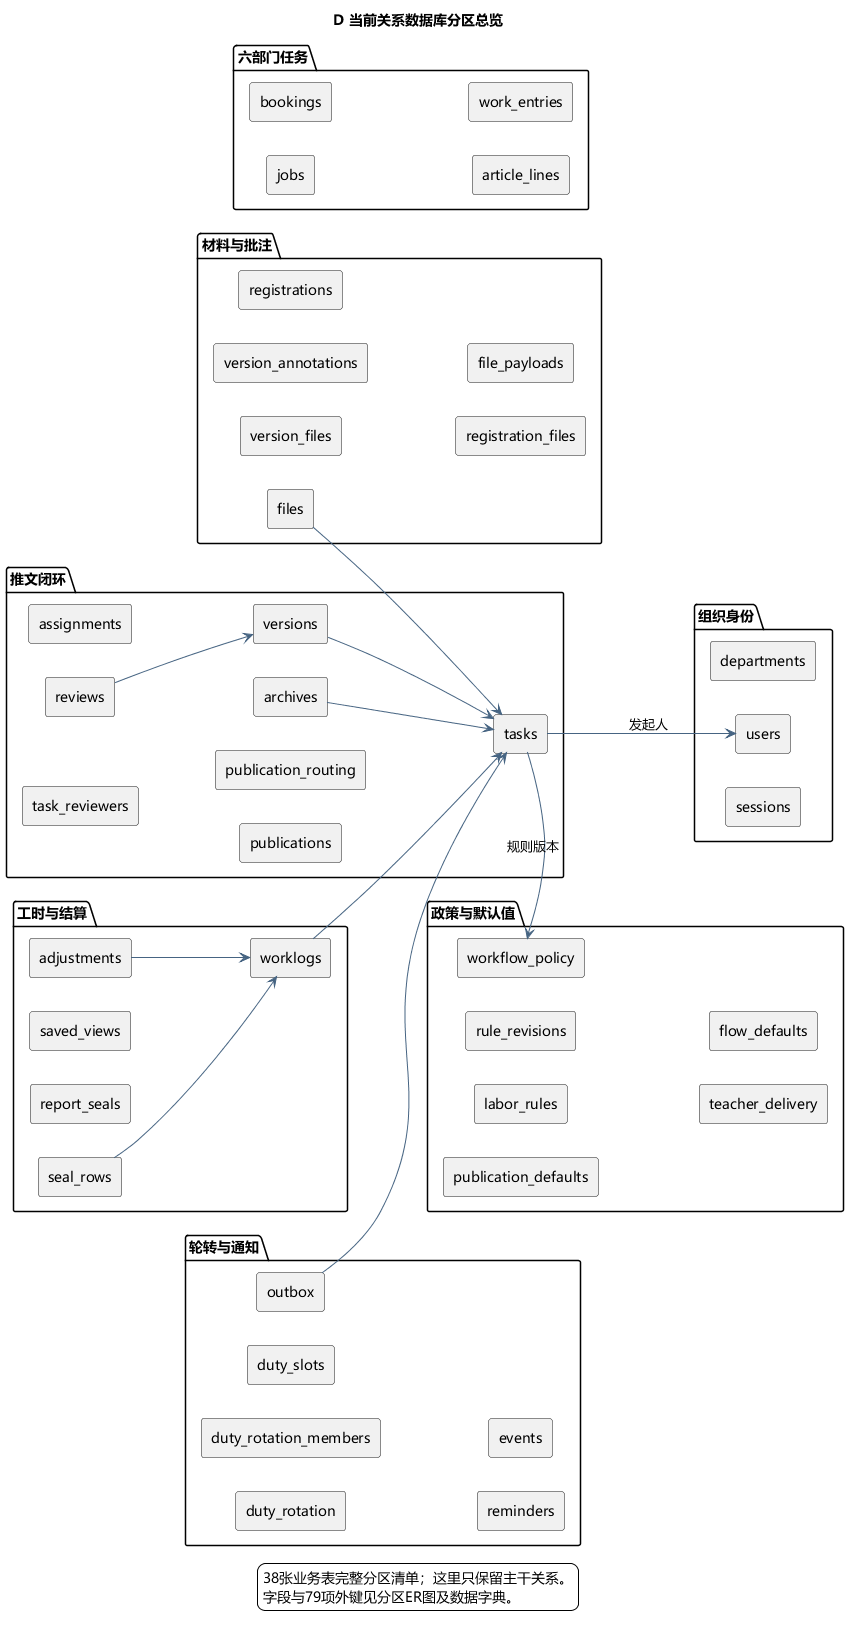 D 当前关系数据库分区总览
六部门任务
bookings
work_entries
jobs
article_lines
材料与批注
registrations
version_annotations
file_payloads
version_files
registration_files
files
推文闭环
assignments
versions
reviews
archives
tasks
publication_routing
task_reviewers
publications
发起人
规则版本
组织身份
departments
users
sessions
工时与结算
adjustments
worklogs
saved_views
report_seals
seal_rows
政策与默认值
workflow_policy
rule_revisions
flow_defaults
labor_rules
teacher_delivery
publication_defaults
轮转与通知
outbox
duty_slots
duty_rotation_members
events
duty_rotation
reminders
38张业务表完整分区清单；这里只保留主干关系。
字段与79项外键见分区ER图及数据字典。